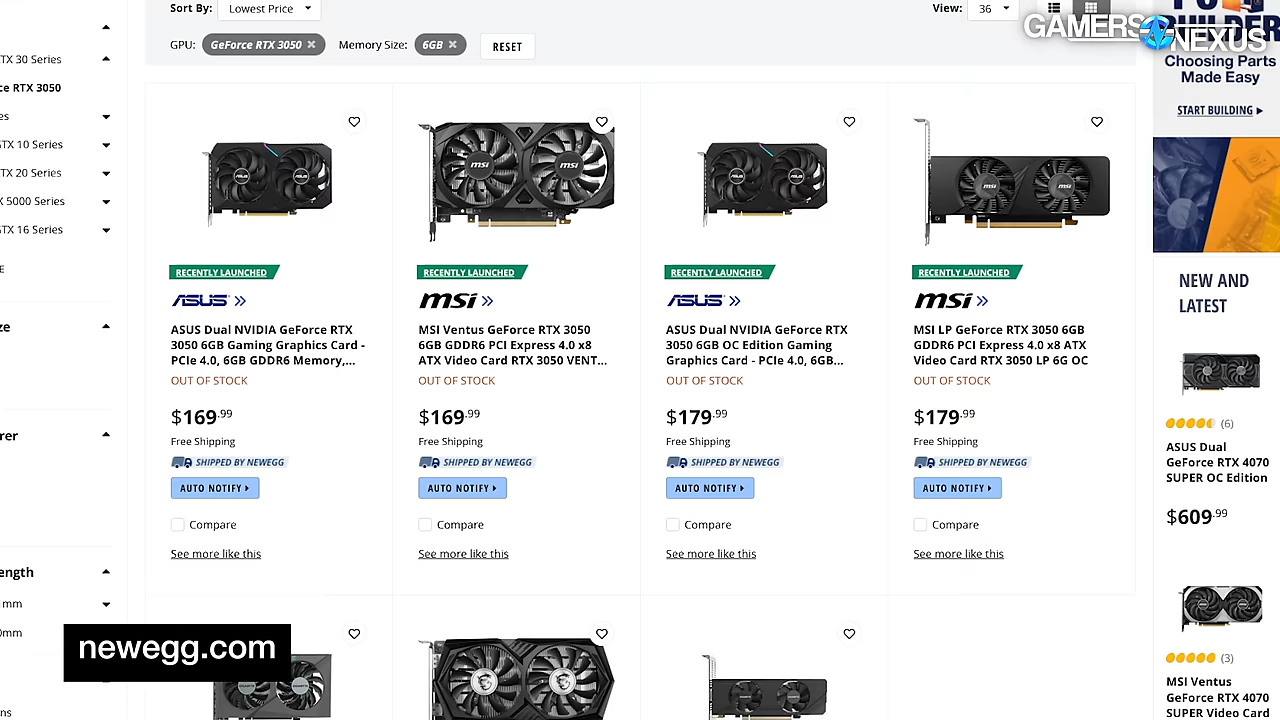 Sort By:
Lowest Price
View:
36
GPU:
GeForce RTX 3050
Memory Size:
6GB
RESET
GAMERS NEXUS
BUILDER
Choosing Parts
Made Easy
START BUILDING
TX 30 Series
ce RTX 3050
es
TX 10 Series
TX 20 Series
X 5000 Series
TX 16 Series
E
ze
rer
ength
mm
0mm
ns
RECENTLY LAUNCHED
ASUS
ASUS Dual NVIDIA GeForce RTX
3050 6GB Gaming Graphics Card -
PCIe 4.0, 6GB GDDR6 Memory,...
OUT OF STOCK
$169.99
Free Shipping
SHIPPED BY NEWEGG
AUTO NOTIFY
Compare
See more like this
msi
RECENTLY LAUNCHED
msi
MSI Ventus GeForce RTX 3050
6GB GDDR6 PCI Express 4.0 x8
ATX Video Card RTX 3050 VENT...
OUT OF STOCK
$169.99
Free Shipping
SHIPPED BY NEWEGG
AUTO NOTIFY
Compare
See more like this
RECENTLY LAUNCHED
ASUS
ASUS Dual NVIDIA GeForce RTX
3050 6GB OC Edition Gaming
Graphics Card - PCIe 4.0, 6GB...
OUT OF STOCK
$179.99
Free Shipping
SHIPPED BY NEWEGG
AUTO NOTIFY
Compare
See more like this
msi
RECENTLY LAUNCHED
msi
MSI LP GeForce RTX 3050 6GB
GDDR6 PCI Express 4.0 x8 ATX
Video Card RTX 3050 LP 6G OC
OUT OF STOCK
$179.99
Free Shipping
SHIPPED BY NEWEGG
AUTO NOTIFY
Compare
See more like this
NEW AND
LATEST
(6)
ASUS Dual
GeForce RTX 4070
SUPER OC Edition
$609.99
(3)
MSI Ventus
GeForce RTX 4070
SUPER Video Card
newegg.com